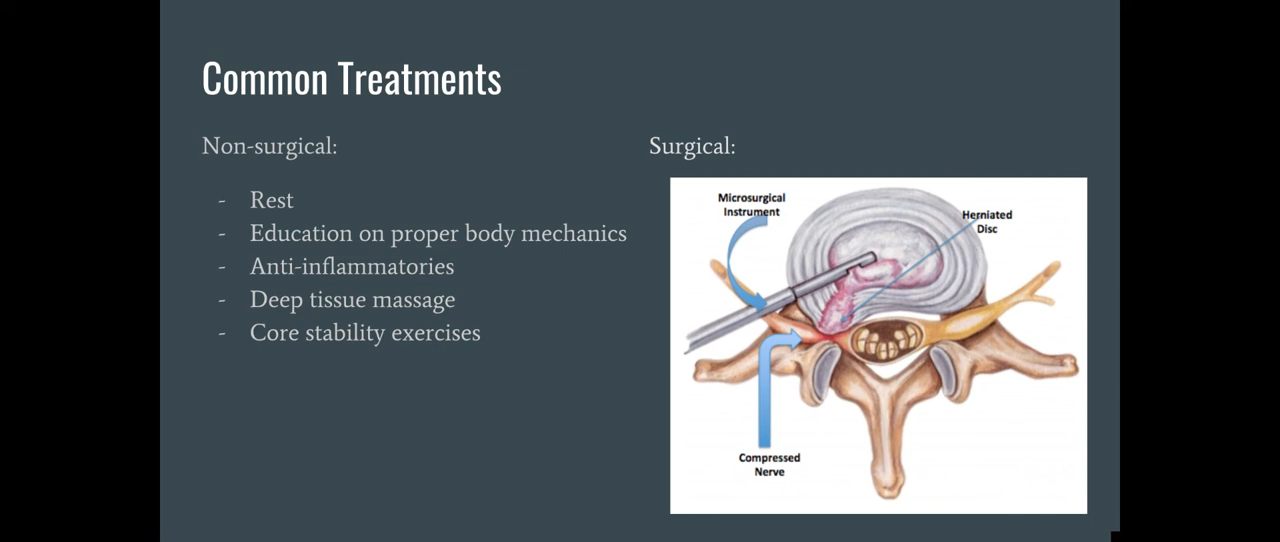 Common Treatments
Non-surgical:
- Rest
- Education on proper body mechanics
- Anti-inflammatories
- Deep tissue massage
- Core stability exercises
Surgical:
Microsurgical
Instrument
Herniated
Disc
Compressed
Nerve